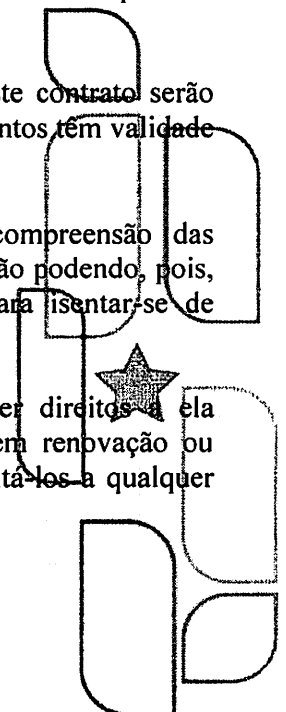 ste contrato serão
ntos têm validade
compreensão das
ão podendo, pois,
ara isentar-se de
er direitos a ela
em renovação ou
tá-los a qualquer